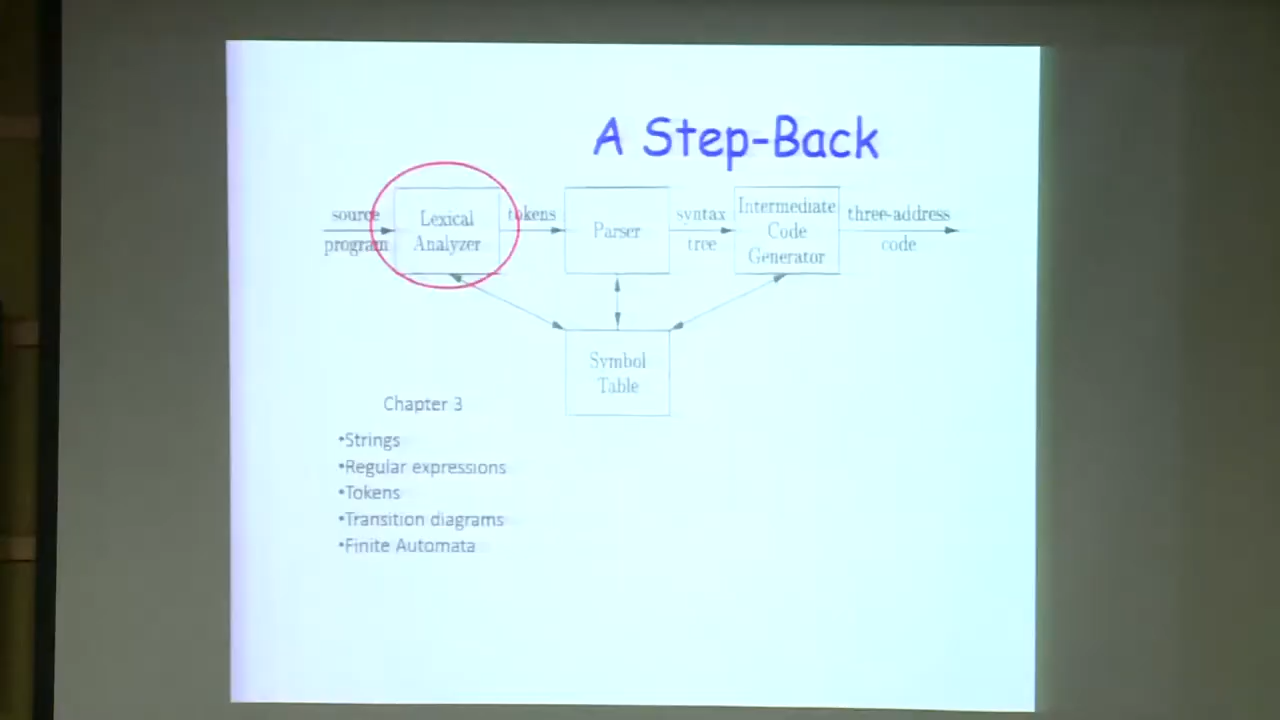 A Step-Back
source
program
Lexical
Analyzer
tokens
Parser
syntax
tree
Intermediate
Code
Generator
three-address
code
Symbol
Table
Chapter 3
•Strings
•Regular expressions
•Tokens
•Transition diagrams
•Finite Automata